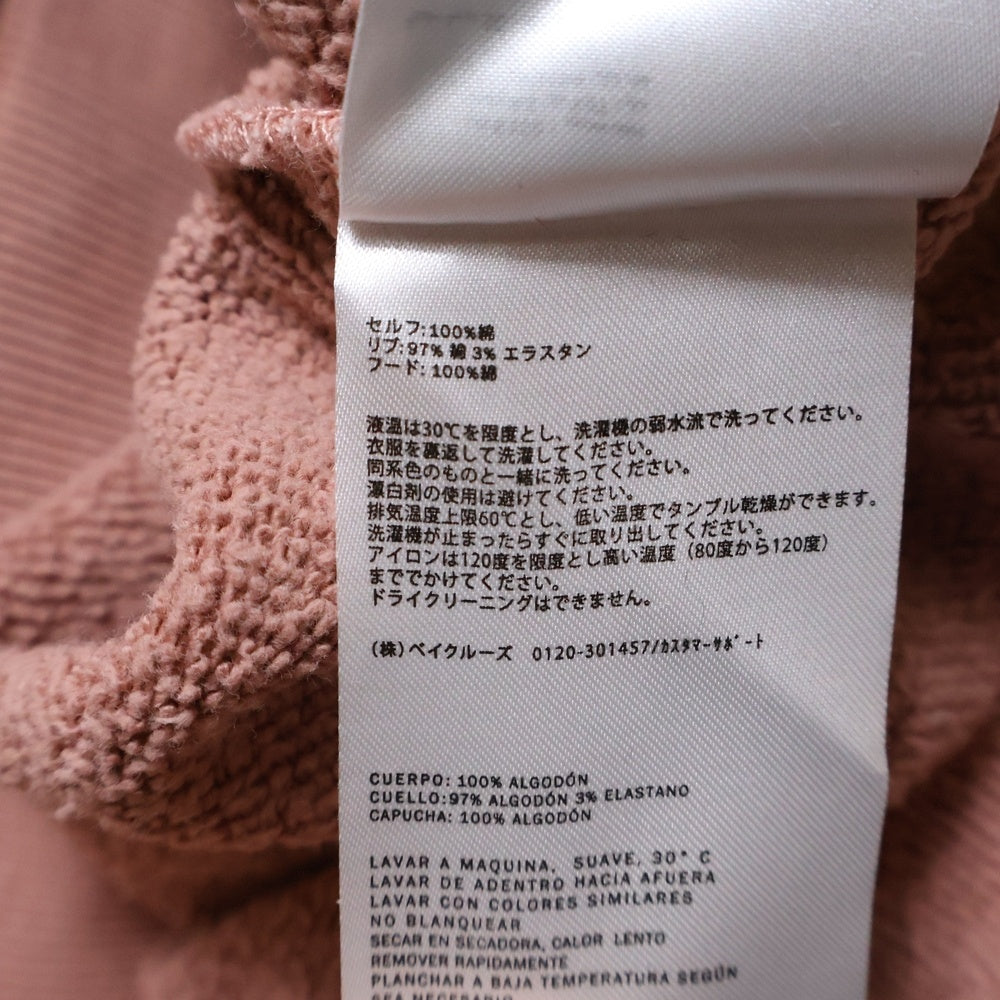 セルフ:100%綿
リブ:97% 綿 3% エラスタン
フード:100%綿
液温は30℃を限度とし、洗濯機の弱水流で洗ってください。
衣服を裏返して洗濯してください。
同系色のものと一緒に洗ってください。
漂白剤の使用は避けてください。
排気温度上限60℃とし、低い温度でタンブル乾燥ができます。
洗濯機が止まったらすぐに取り出してください。
アイロンは120度を限度とし高い温度（80度から120度）
まででかけてください。
ドライクリーニングはできません。
(株)ベイクルーズ 0120-301457/ｶｽﾀﾏｰｻﾎﾟｰﾄ
CUERPO: 100% ALGODÓN
CUELLO:97% ALGODÓN 3% ELASTANO
CAPUCHA: 100% ALGODÓN
LAVAR A MAQUINA, SUAVE, 30° C
LAVAR DE ADENTRO HACIA AFUERA
LAVAR CON COLORES SIMILARES
NO BLANQUEAR
SECAR EN SECADORA, CALOR LENTO
REMOVER RAPIDAMENTE
PLANCHAR A BAJA TEMPERATURA SEGÚN
SEA NECESARIO